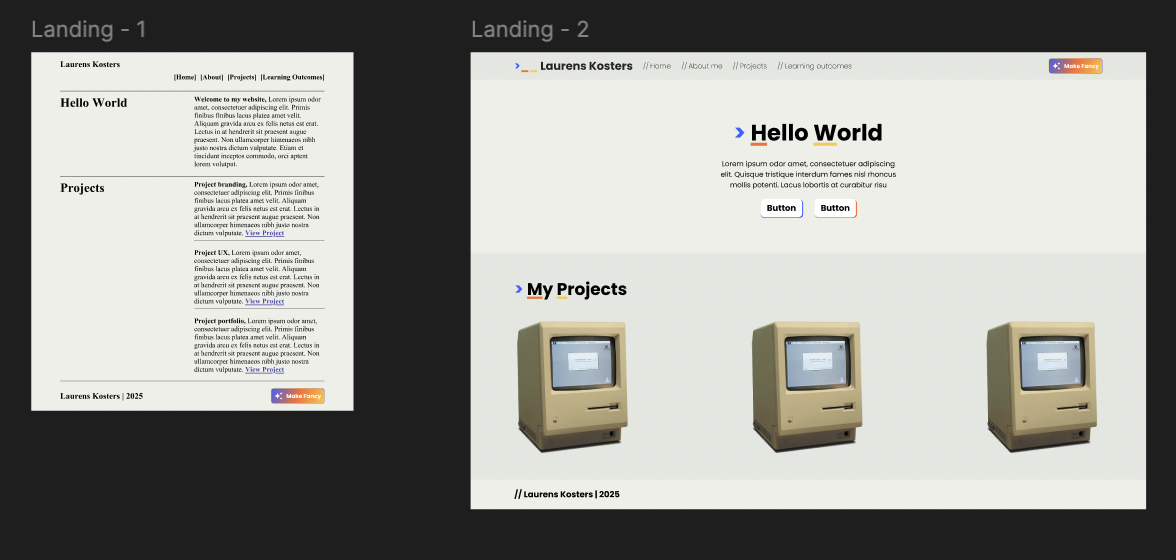 Landing - 1
Laurens Kosters
[Home] [About] [Projects] [Learning Outcomes]
Hello World
Welcome to my website, Lorem ipsum odor
amet, consectetuer adipiscing elit. Primis
finibus finibus lacus platea amet velit.
Aliquam gravida arcu ex felis netus est erat.
Lectus in at hendrerit sit praesent augue
praesent. Non ullamcorper himenaeos nibh
justo nostra dictum vulputate. Etiam et
tincidunt inceptos commodo, orci aptent
lorem volutpat.
Projects
Project branding, Lorem ipsum odor amet,
consectetuer adipiscing elit. Primis finibus
finibus lacus platea amet velit. Aliquam
gravida arcu ex felis netus est erat. Lectus in
at hendrerit sit praesent augue praesent. Non
ullamcorper himenaeos nibh justo nostra
dictum vulputate. View Project
Project UX, Lorem ipsum odor amet,
consectetuer adipiscing elit. Primis finibus
finibus lacus platea amet velit. Aliquam
gravida arcu ex felis netus est erat. Lectus in
at hendrerit sit praesent augue praesent. Non
ullamcorper himenaeos nibh justo nostra
dictum vulputate. View Project
Project portfolio, Lorem ipsum odor amet,
consectetuer adipiscing elit. Primis finibus
finibus lacus platea amet velit. Aliquam
gravida arcu ex felis netus est erat. Lectus in
at hendrerit sit praesent augue praesent. Non
ullamcorper himenaeos nibh justo nostra
dictum vulputate. View Project
Laurens Kosters | 2025
Make Fancy
Landing - 2
Laurens Kosters // Home // About me // Projects // Learning outcomes
Make Fancy
Hello World
Lorem ipsum odor amet, consectetuer adipiscing
elit. Quisque tristique interdum fames nisl rhoncus
mollis potenti. Lacus lobortis at curabitur risu
Button Button
My Projects
// Laurens Kosters | 2025